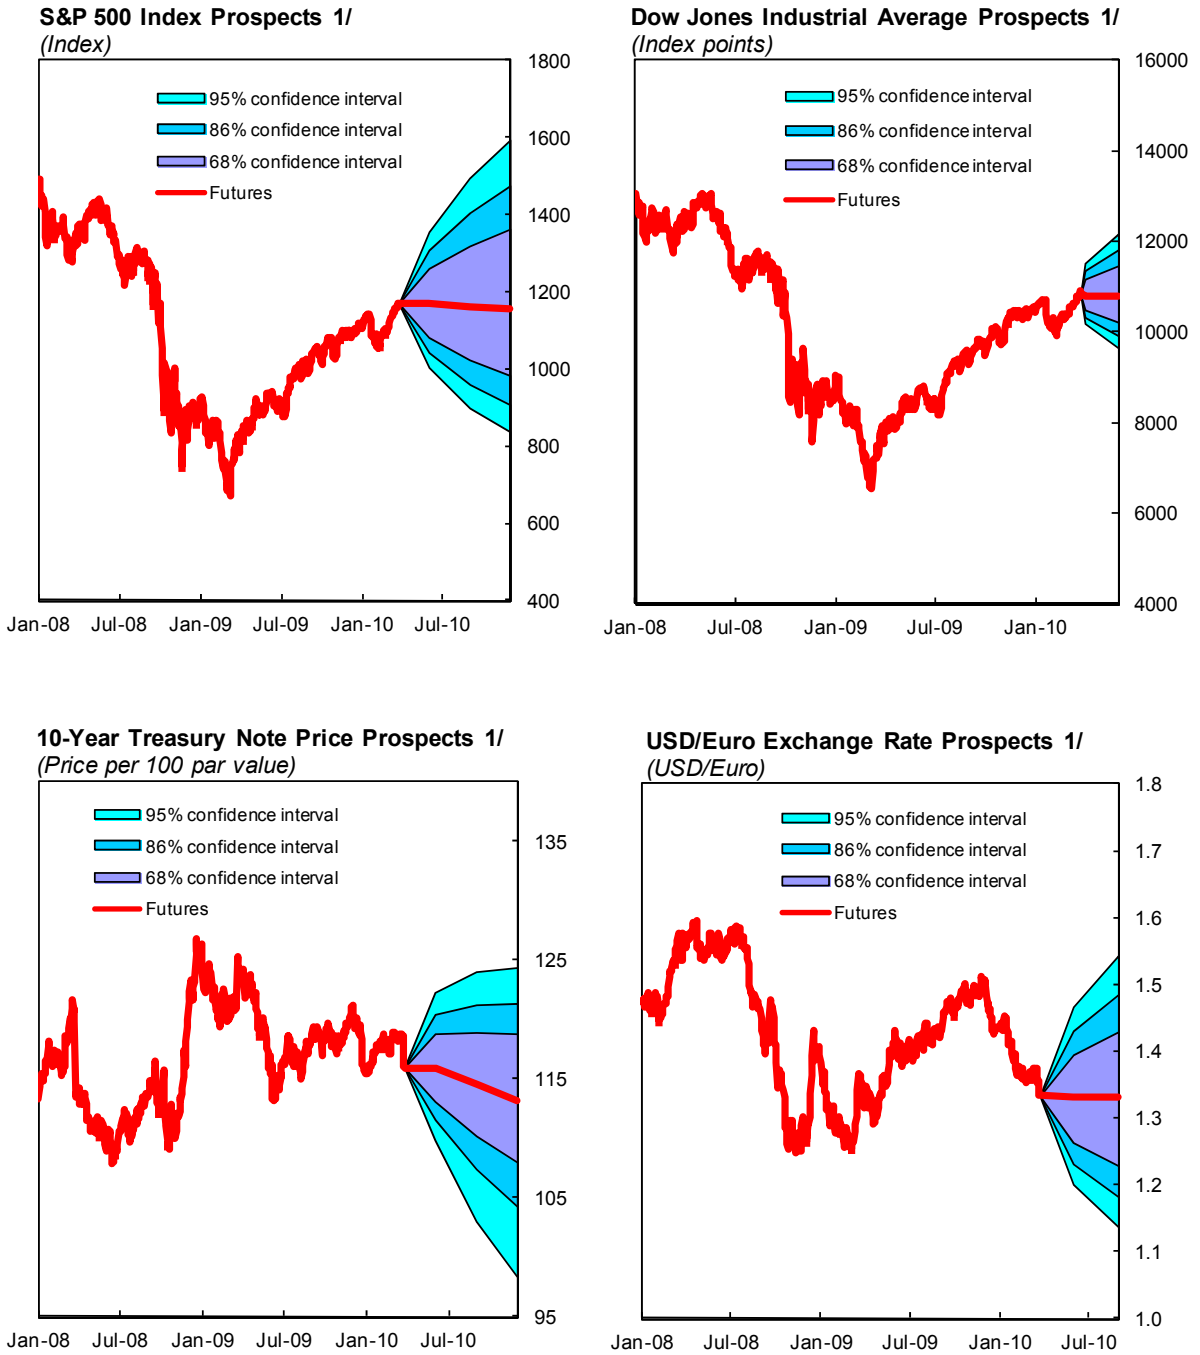 S&P 500 Index Prospects 1/
(Index)
1800
1600
1400
1200
1000
800
600
400
95% confidence interval
86% confidence interval
68% confidence interval
Futures
Jan-08 Jul-08 Jan-09 Jul-09 Jan-10 Jul-10
Dow Jones Industrial Average Prospects 1/
(Index points)
16000
14000
12000
10000
8000
6000
4000
95% confidence interval
86% confidence interval
68% confidence interval
Futures
Jan-08 Jul-08 Jan-09 Jul-09 Jan-10
10-Year Treasury Note Price Prospects 1/
(Price per 100 par value)
95% confidence interval
86% confidence interval
68% confidence interval
Futures
135
125
115
105
95
Jan-08 Jul-08 Jan-09 Jul-09 Jan-10 Jul-10
USD/Euro Exchange Rate Prospects 1/
(USD/Euro)
1.8
1.7
1.6
1.5
1.4
1.3
1.2
1.1
1.0
95% confidence interval
86% confidence interval
68% confidence interval
Futures
Jan-08 Jul-08 Jan-09 Jul-09 Jan-10 Jul-10